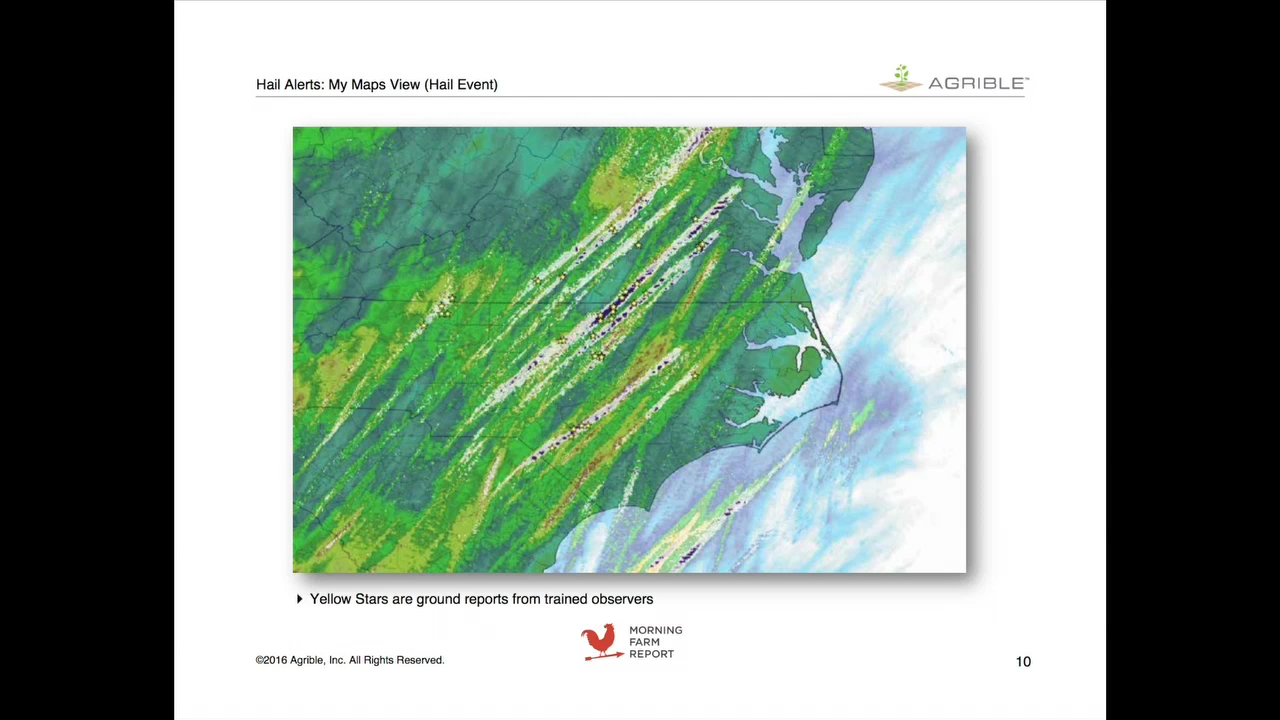 Hail Alerts: My Maps View (Hail Event)
AGRIBLE™
Yellow Stars are ground reports from trained observers
MORNING
FARM
REPORT
©2016 Agrible, Inc. All Rights Reserved.
10